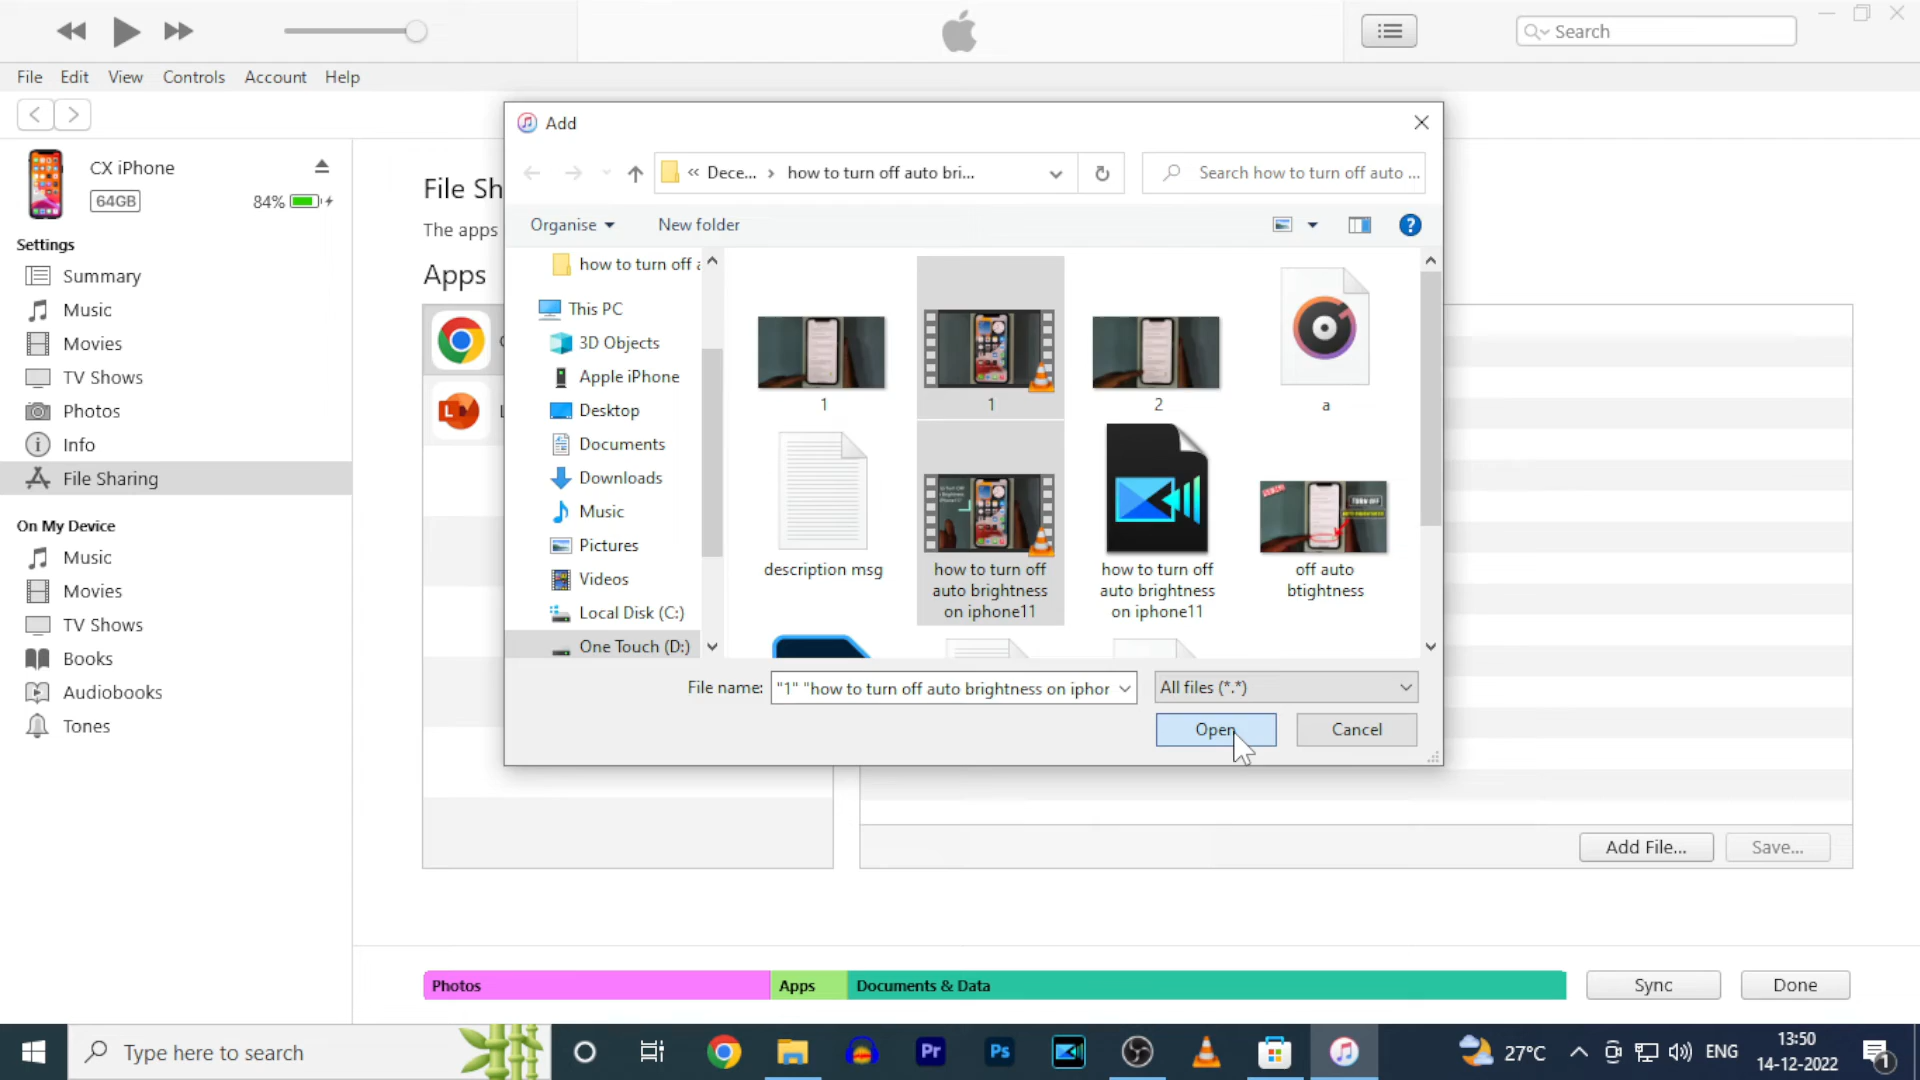 Search
File Edit View Controls Account Help
CX iPhone
64GB 84%
Settings
Summary
Music
Movies
TV Shows
Photos
Info
File Sharing
On My Device
Music
Movies
TV Shows
Books
Audiobooks
Tones
File Sh
The apps
Apps
Add
« Dece... › how to turn off auto bri...
Search how to turn off auto ...
Organise New folder
how to turn off
This PC
3D Objects
Apple iPhone
Desktop
Documents
Downloads
Music
Pictures
Videos
Local Disk (C:)
One Touch (D:)
1
1
2
a
description msg
how to turn off
auto brightness
on iphone11
how to turn off
auto brightness
on iphone11
TURN OFF
off auto
btightness
File name: "1" "how to turn off auto brightness on iphor
All files (*.*)
Open Cancel
Add File... Save...
Photos Apps Documents & Data
Sync Done
Type here to search
Pr Ps
27°C
ENG
13:50
14-12-2022
1